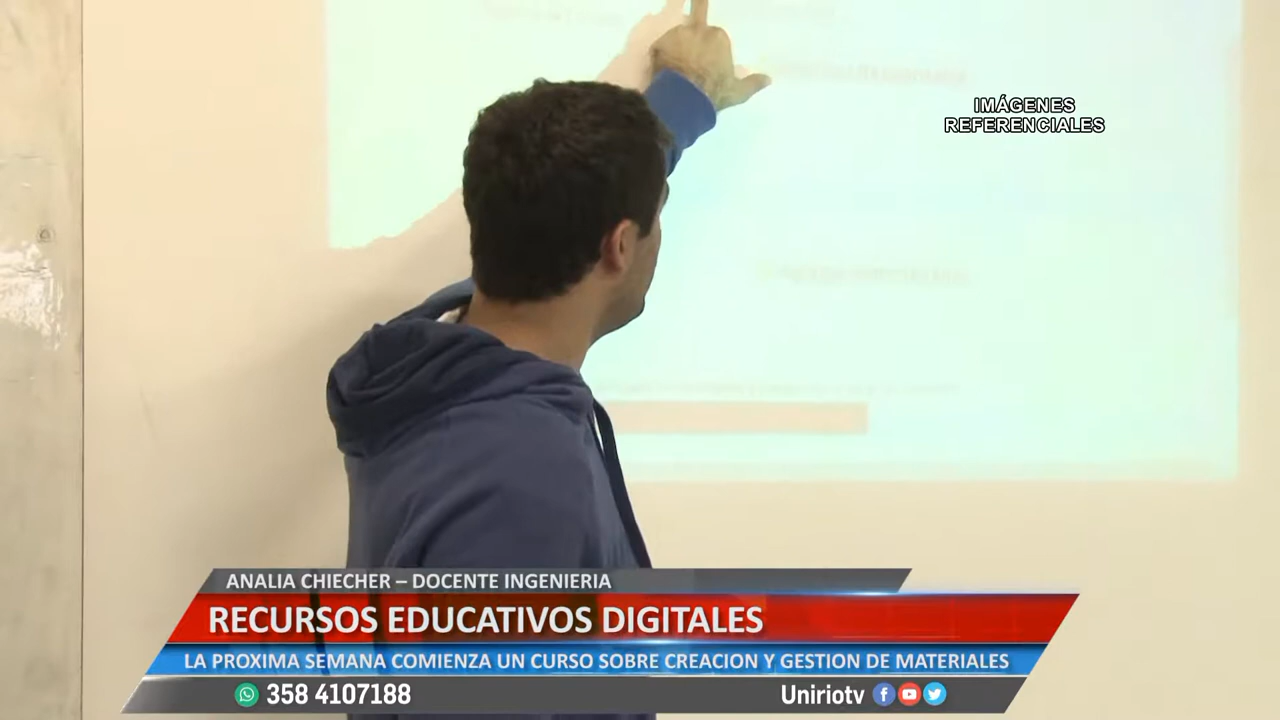 IMÁGENES
REFERENCIALES
ANALIA CHIECHER – DOCENTE INGENIERIA
RECURSOS EDUCATIVOS DIGITALES
LA PROXIMA SEMANA COMIENZA UN CURSO SOBRE CREACION Y GESTION DE MATERIALES
358 4107188
Uniriotv